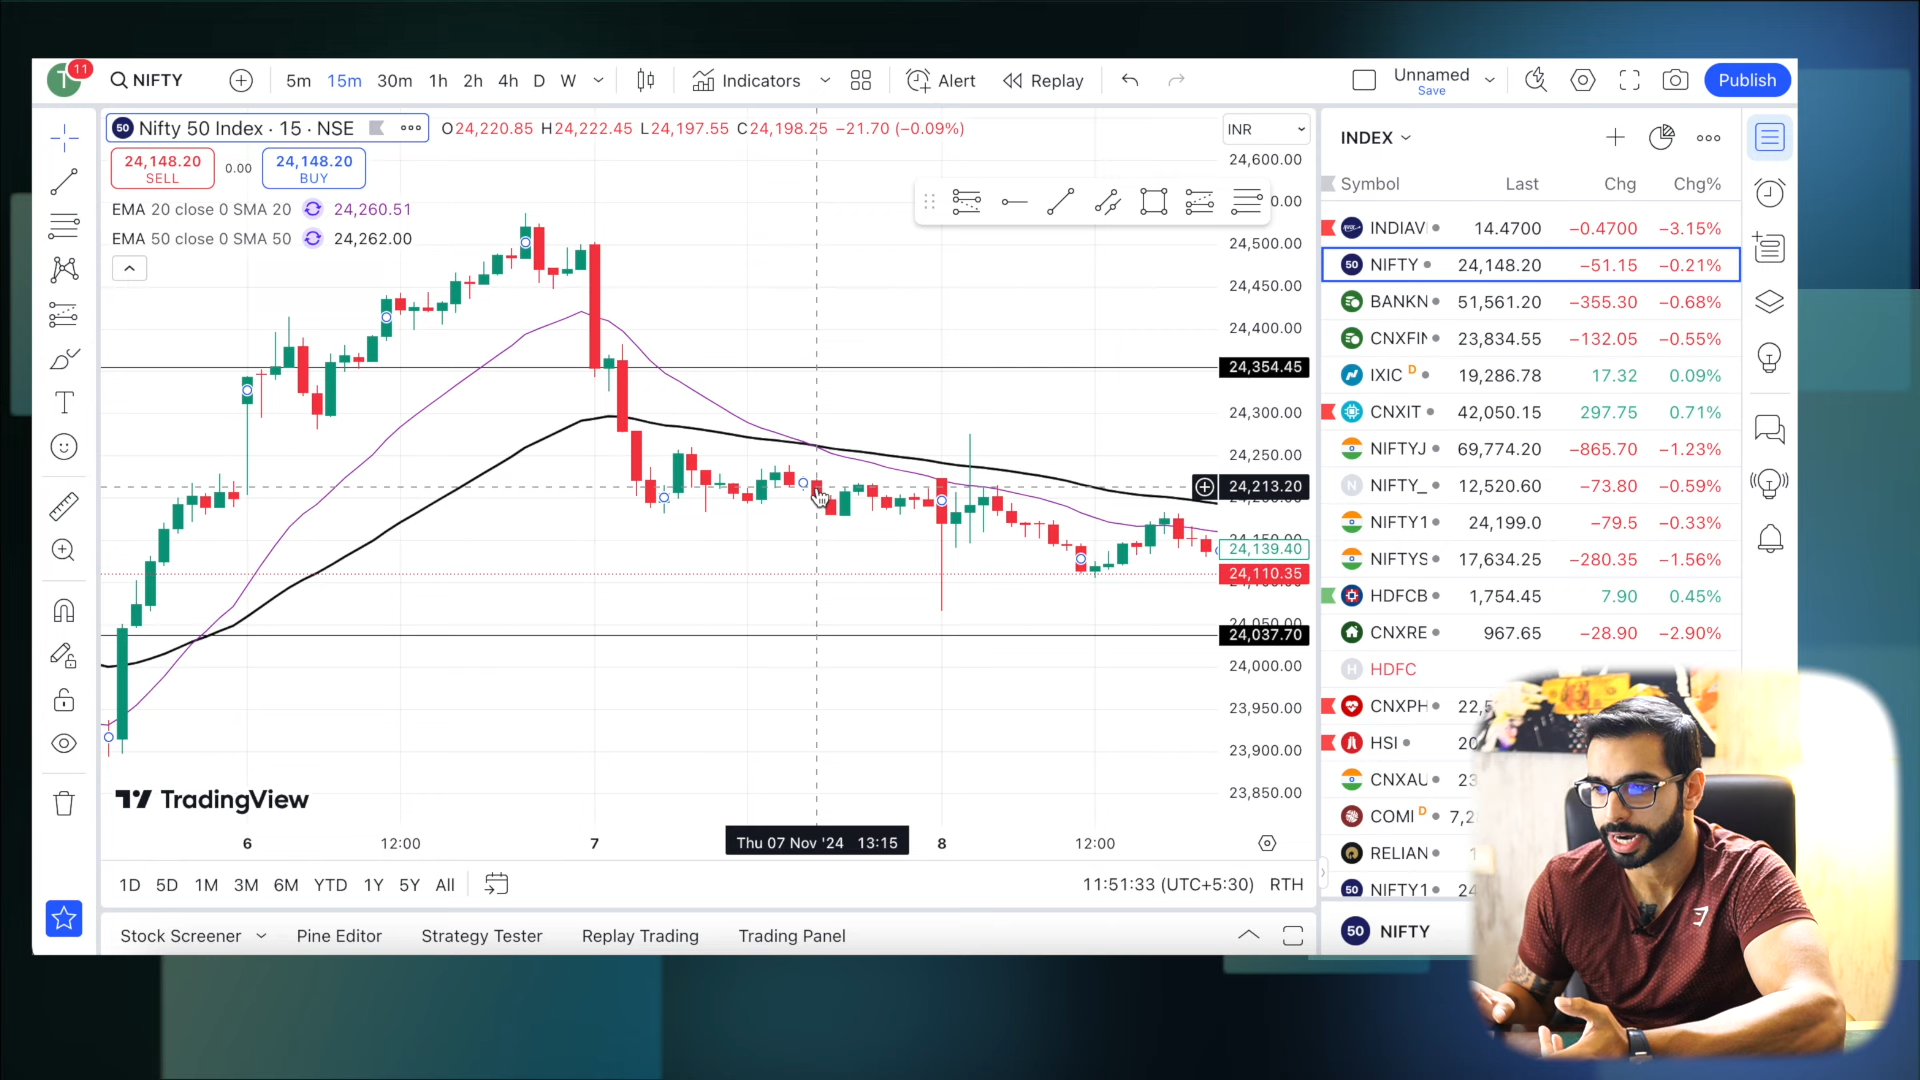 T 11 NIFTY 5m 15m 30m 1h 2h 4h D W Indicators Alert Replay Unnamed Publish
Save
50 Nifty 50 Index · 15 · NSE O24,220.85 H24,222.45 L24,197.55 C24,198.25 −21.70 (−0.09%) INR
24,148.20 SELL 0.00 24,148.20 BUY
EMA 20 close 0 SMA 20 24,260.51
EMA 50 close 0 SMA 50 24,262.00
24,600.00
24,500.00
24,450.00
24,400.00
24,354.45
24,300.00
24,250.00
24,213.20
24,139.40
24,110.35
24,037.70
24,000.00
23,950.00
23,900.00
23,850.00
TradingView
6 12:00 7 Thu 07 Nov '24 13:15 8 12:00
1D 5D 1M 3M 6M YTD 1Y 5Y All 11:51:33 (UTC+5:30) RTH
Stock Screener Pine Editor Strategy Tester Replay Trading Trading Panel
INDEX
Symbol Last Chg Chg%
INDIAV 14.4700 −0.4700 −3.15%
50 NIFTY 24,148.20 −51.15 −0.21%
BANKN 51,561.20 −355.30 −0.68%
CNXFIN 23,834.55 −132.05 −0.55%
IXIC D 19,286.78 17.32 0.09%
CNXIT 42,050.15 297.75 0.71%
NIFTYJ 69,774.20 −865.70 −1.23%
N NIFTY_ 12,520.60 −73.80 −0.59%
NIFTY1 24,199.0 −79.5 −0.33%
NIFTYS 17,634.25 −280.35 −1.56%
HDFCB 1,754.45 7.90 0.45%
CNXRE 967.65 −28.90 −2.90%
H HDFC
CNXPH 22,5
HSI 20
CNXAU 23
COMI D 7,2
RELIAN 1
50 NIFTY1 24
50 NIFTY